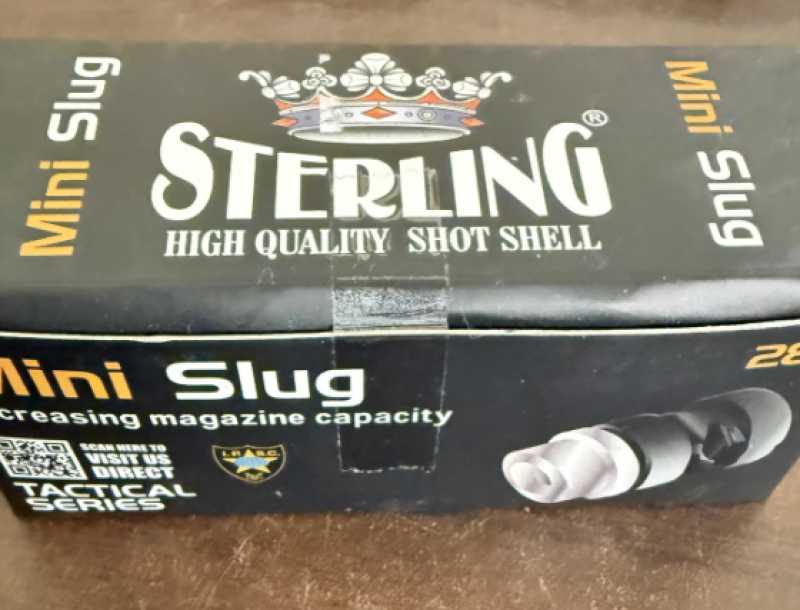 Mini Slug
STERLING®
HIGH QUALITY SHOT SHELL
Mini Slug
Mini Slug
28
creasing magazine capacity
SCAN HERE TO
VISIT US
DIRECT
I.P.S.C.
TACTICAL
SERIES